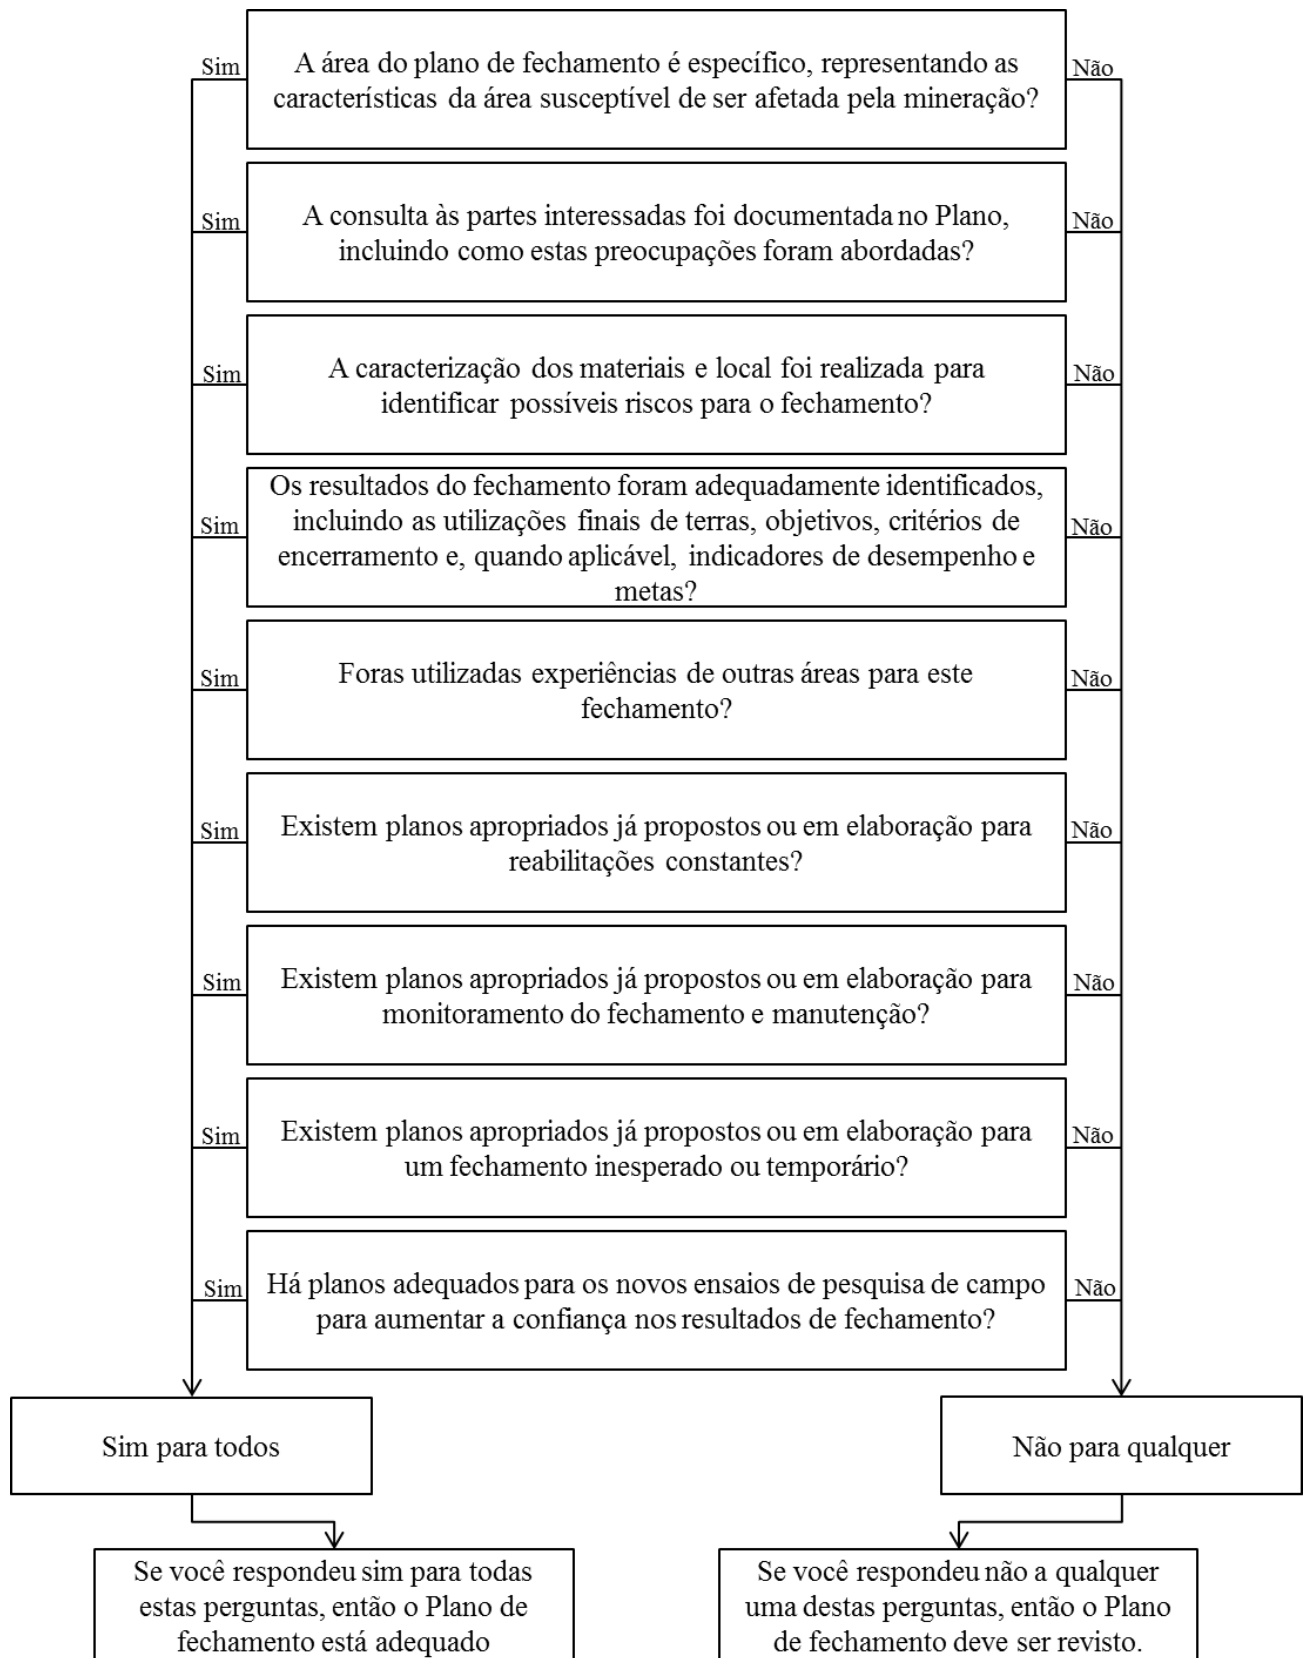 Sim
A área do plano de fechamento é específico, representando as
características da área susceptível de ser afetada pela mineração?
Não
Sim
A consulta às partes interessadas foi documentada no Plano,
incluindo como estas preocupações foram abordadas?
Não
Sim
A caracterização dos materiais e local foi realizada para
identificar possíveis riscos para o fechamento?
Não
Sim
Os resultados do fechamento foram adequadamente identificados,
incluindo as utilizações finais de terras, objetivos, critérios de
encerramento e, quando aplicável, indicadores de desempenho e
metas?
Não
Sim
Foras utilizadas experiências de outras áreas para este
fechamento?
Não
Sim
Existem planos apropriados já propostos ou em elaboração para
reabilitações constantes?
Não
Sim
Existem planos apropriados já propostos ou em elaboração para
monitoramento do fechamento e manutenção?
Não
Sim
Existem planos apropriados já propostos ou em elaboração para
um fechamento inesperado ou temporário?
Não
Sim
Há planos adequados para os novos ensaios de pesquisa de campo
para aumentar a confiança nos resultados de fechamento?
Não
Sim para todos
Não para qualquer
Se você respondeu sim para todas
estas perguntas, então o Plano de
fechamento está adequado
Se você respondeu não a qualquer
uma destas perguntas, então o Plano
de fechamento deve ser revisto.